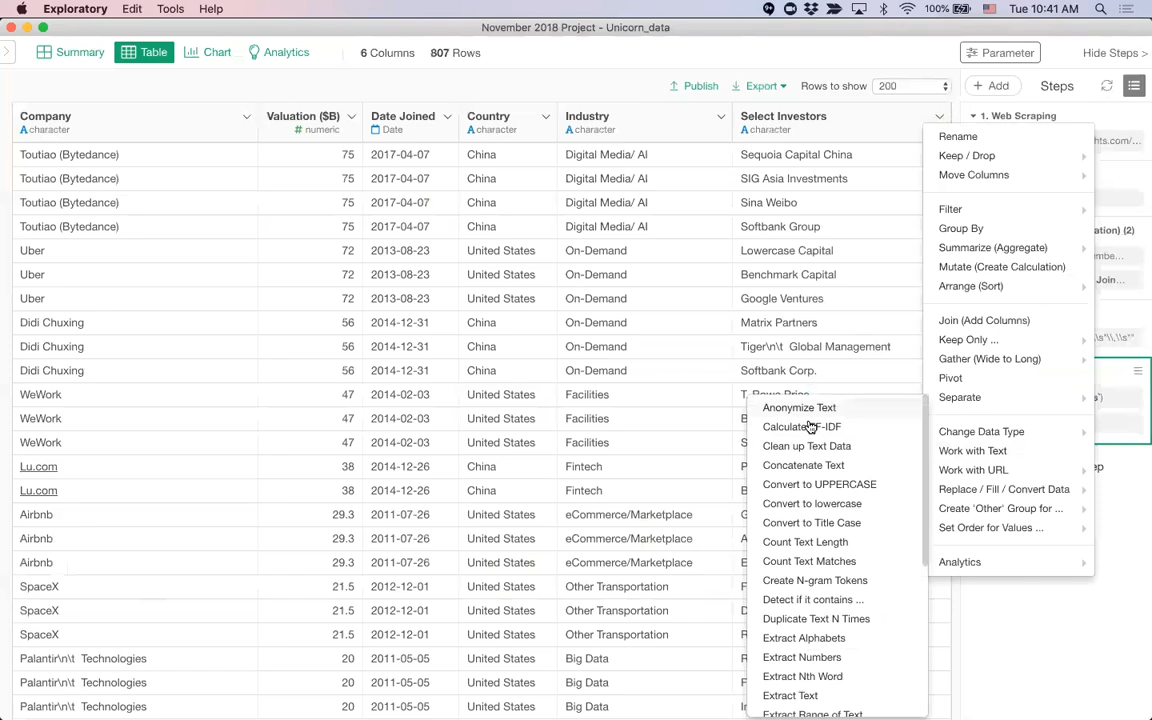 Exploratory Edit Tools Help 100% Tue 10:41 AM
November 2018 Project - Unicorn_data
Summary Table Chart Analytics 6 Columns 807 Rows Parameter Hide Steps >
Publish Export Rows to show 200 + Add Steps
Company Valuation ($B) Date Joined Country Industry Select Investors 1. Web Scraping
A character # numeric Date A character A character A character
Toutiao (Bytedance) 75 2017-04-07 China Digital Media/ AI Sequoia Capital China
Toutiao (Bytedance) 75 2017-04-07 China Digital Media/ AI SIG Asia Investments
Toutiao (Bytedance) 75 2017-04-07 China Digital Media/ AI Sina Weibo
Toutiao (Bytedance) 75 2017-04-07 China Digital Media/ AI Softbank Group
Uber 72 2013-08-23 United States On-Demand Lowercase Capital
Uber 72 2013-08-23 United States On-Demand Benchmark Capital
Uber 72 2013-08-23 United States On-Demand Google Ventures
Didi Chuxing 56 2014-12-31 China On-Demand Matrix Partners
Didi Chuxing 56 2014-12-31 China On-Demand Tiger\n\t Global Management
Didi Chuxing 56 2014-12-31 China On-Demand Softbank Corp.
WeWork 47 2014-02-03 United States Facilities T. Rowe Price
WeWork 47 2014-02-03 United States Facilities
WeWork 47 2014-02-03 United States Facilities
Lu.com 38 2014-12-26 China Fintech
Lu.com 38 2014-12-26 China Fintech
Airbnb 29.3 2011-07-26 United States eCommerce/Marketplace
Airbnb 29.3 2011-07-26 United States eCommerce/Marketplace
Airbnb 29.3 2011-07-26 United States eCommerce/Marketplace
SpaceX 21.5 2012-12-01 United States Other Transportation
SpaceX 21.5 2012-12-01 United States Other Transportation
SpaceX 21.5 2012-12-01 United States Other Transportation
Palantir\n\t Technologies 20 2011-05-05 United States Big Data
Palantir\n\t Technologies 20 2011-05-05 United States Big Data
Palantir\n\t Technologies 20 2011-05-05 United States Big Data
Rename
Keep / Drop
Move Columns
Filter
Group By
Summarize (Aggregate)
Mutate (Create Calculation)
Arrange (Sort)
Join (Add Columns)
Keep Only ...
Gather (Wide to Long)
Pivot
Separate
Change Data Type
Work with Text
Work with URL
Replace / Fill / Convert Data
Create 'Other' Group for ...
Set Order for Values ...
Analytics
Anonymize Text
Calculate TF-IDF
Clean up Text Data
Concatenate Text
Convert to UPPERCASE
Convert to lowercase
Convert to Title Case
Count Text Length
Count Text Matches
Create N-gram Tokens
Detect if it contains ...
Duplicate Text N Times
Extract Alphabets
Extract Numbers
Extract Nth Word
Extract Text
Extract Range of Text